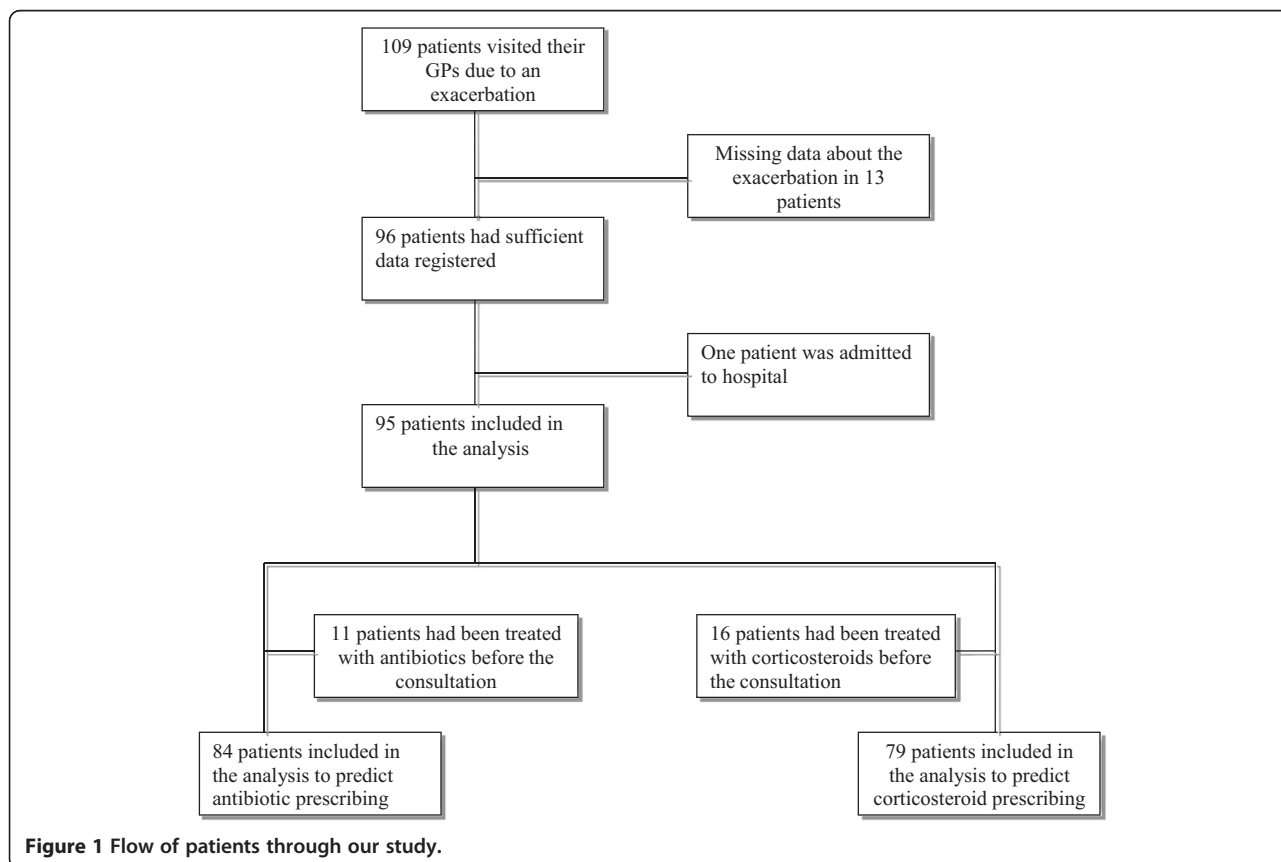 109 patients visited their
GPs due to an
exacerbation
Missing data about the
exacerbation in 13
patients
96 patients had sufficient
data registered
One patient was admitted
to hospital
95 patients included in
the analysis
11 patients had been treated
with antibiotics before the
consultation
16 patients had been treated
with corticosteroids before
the consultation
84 patients included in
the analysis to predict
antibiotic prescribing
79 patients included in
the analysis to predict
corticosteroid prescribing
Figure 1 Flow of patients through our study.